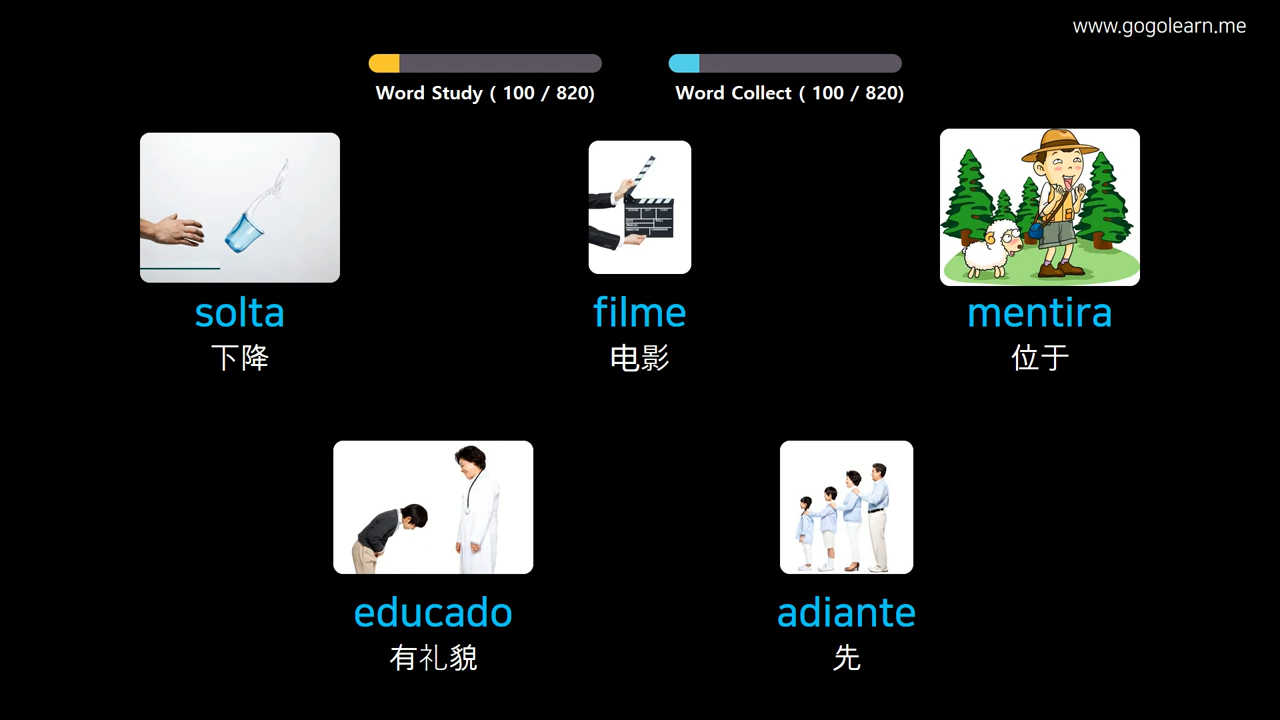 www.gogolearn.me
Word Study ( 100 / 820)
Word Collect ( 100 / 820)
solta
下降
filme
电影
mentira
位于
educado
有礼貌
adiante
先